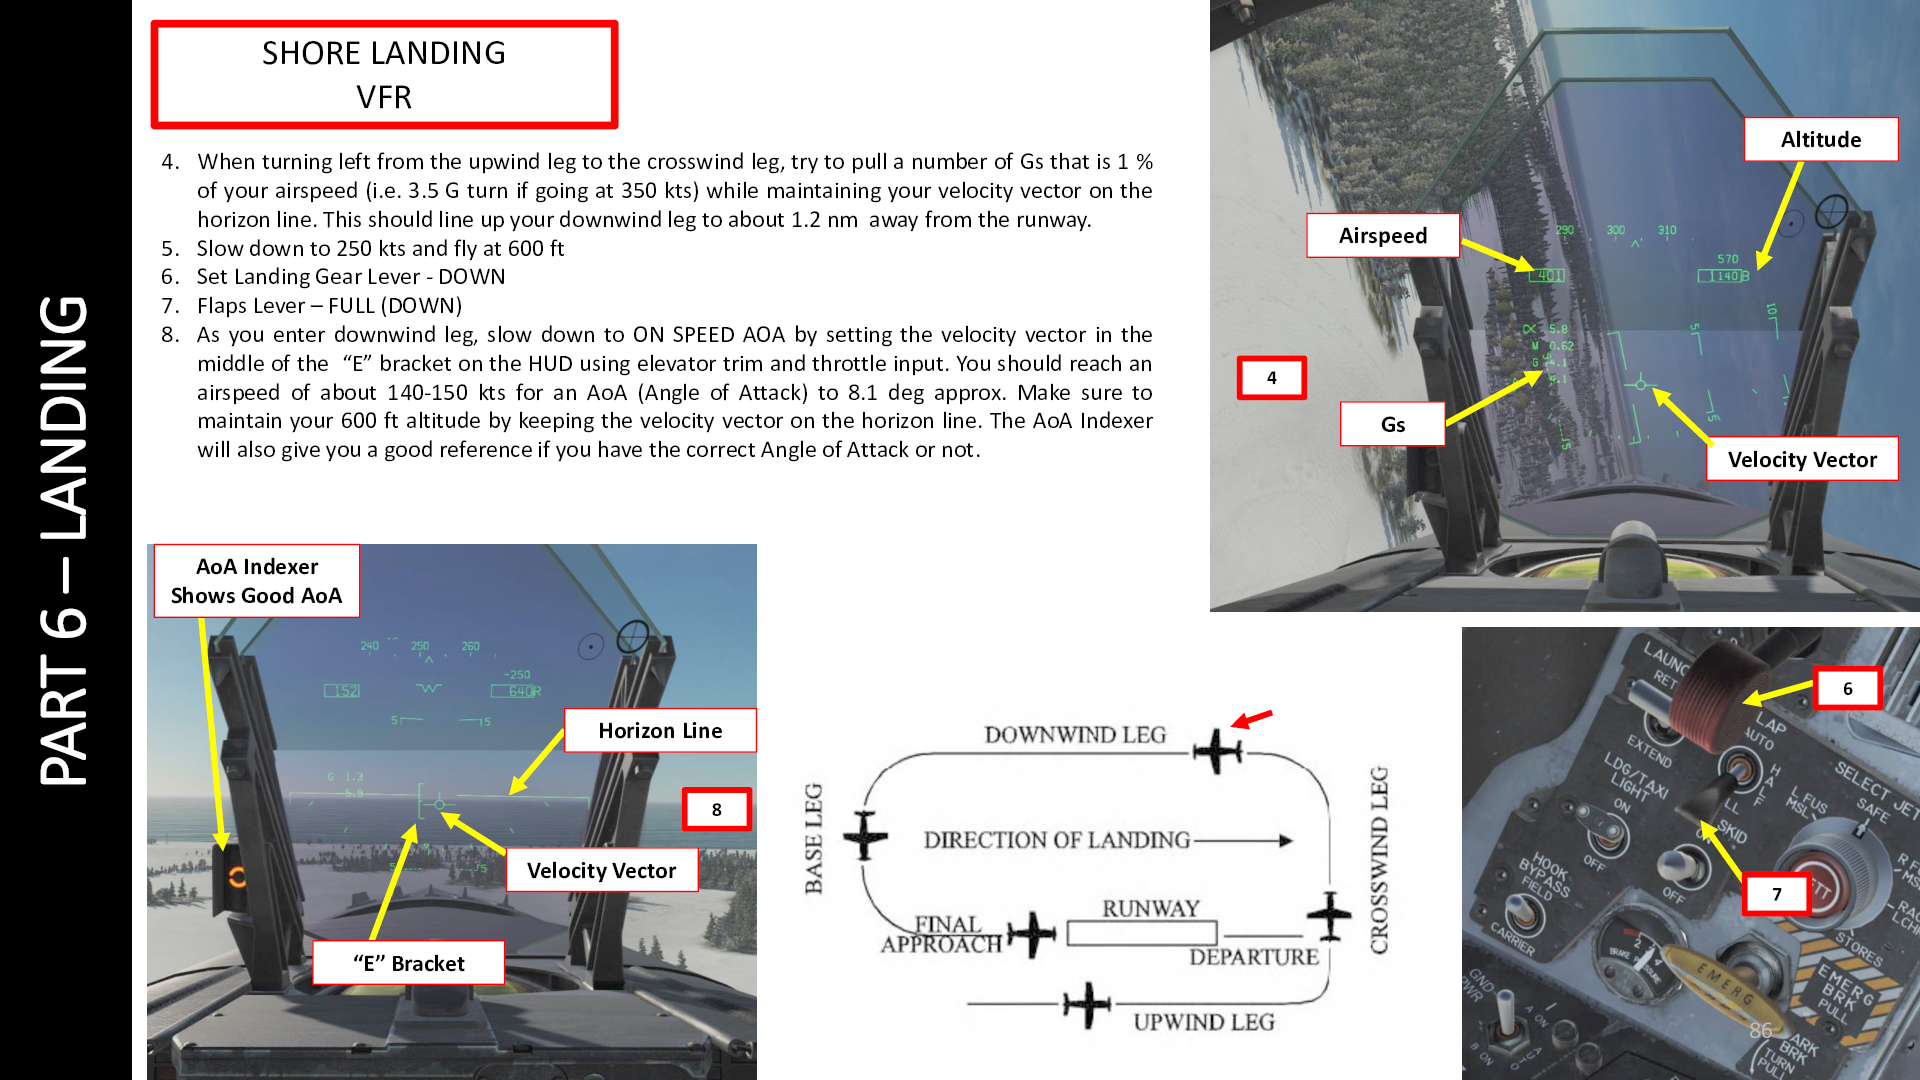 PART 6 – LANDING
SHORE LANDING
VFR
4. When turning left from the upwind leg to the crosswind leg, try to pull a number of Gs that is 1 %
of your airspeed (i.e. 3.5 G turn if going at 350 kts) while maintaining your velocity vector on the
horizon line. This should line up your downwind leg to about 1.2 nm away from the runway.
5. Slow down to 250 kts and fly at 600 ft
6. Set Landing Gear Lever - DOWN
7. Flaps Lever – FULL (DOWN)
8. As you enter downwind leg, slow down to ON SPEED AOA by setting the velocity vector in the
middle of the “E” bracket on the HUD using elevator trim and throttle input. You should reach an
airspeed of about 140-150 kts for an AoA (Angle of Attack) to 8.1 deg approx. Make sure to
maintain your 600 ft altitude by keeping the velocity vector on the horizon line. The AoA Indexer
will also give you a good reference if you have the correct Angle of Attack or not.
Altitude
Airspeed
290 300 310
570
401
1140
5.8
M 0.62
G
4
Gs
Velocity Vector
AoA Indexer
Shows Good AoA
240 250 260
-250
152
640R
5 5
Horizon Line
G 1.3
5.9
8
Velocity Vector
“E” Bracket
DOWNWIND LEG
BASE LEG
DIRECTION OF LANDING
CROSSWIND LEG
RUNWAY
FINAL
APPROACH
DEPARTURE
UPWIND LEG
6
EXTEND
AUTO
HALF
LDG/TAXI
LIGHT
ON
OFF
SELECT JET
SAFE
L FUS
MSL
SKID
OFF
HOOK
BYPASS
FIELD
CARRIER
7
STORES
BRAKE PRESSURE
EMERG
EMERG
BRK
PULL
86